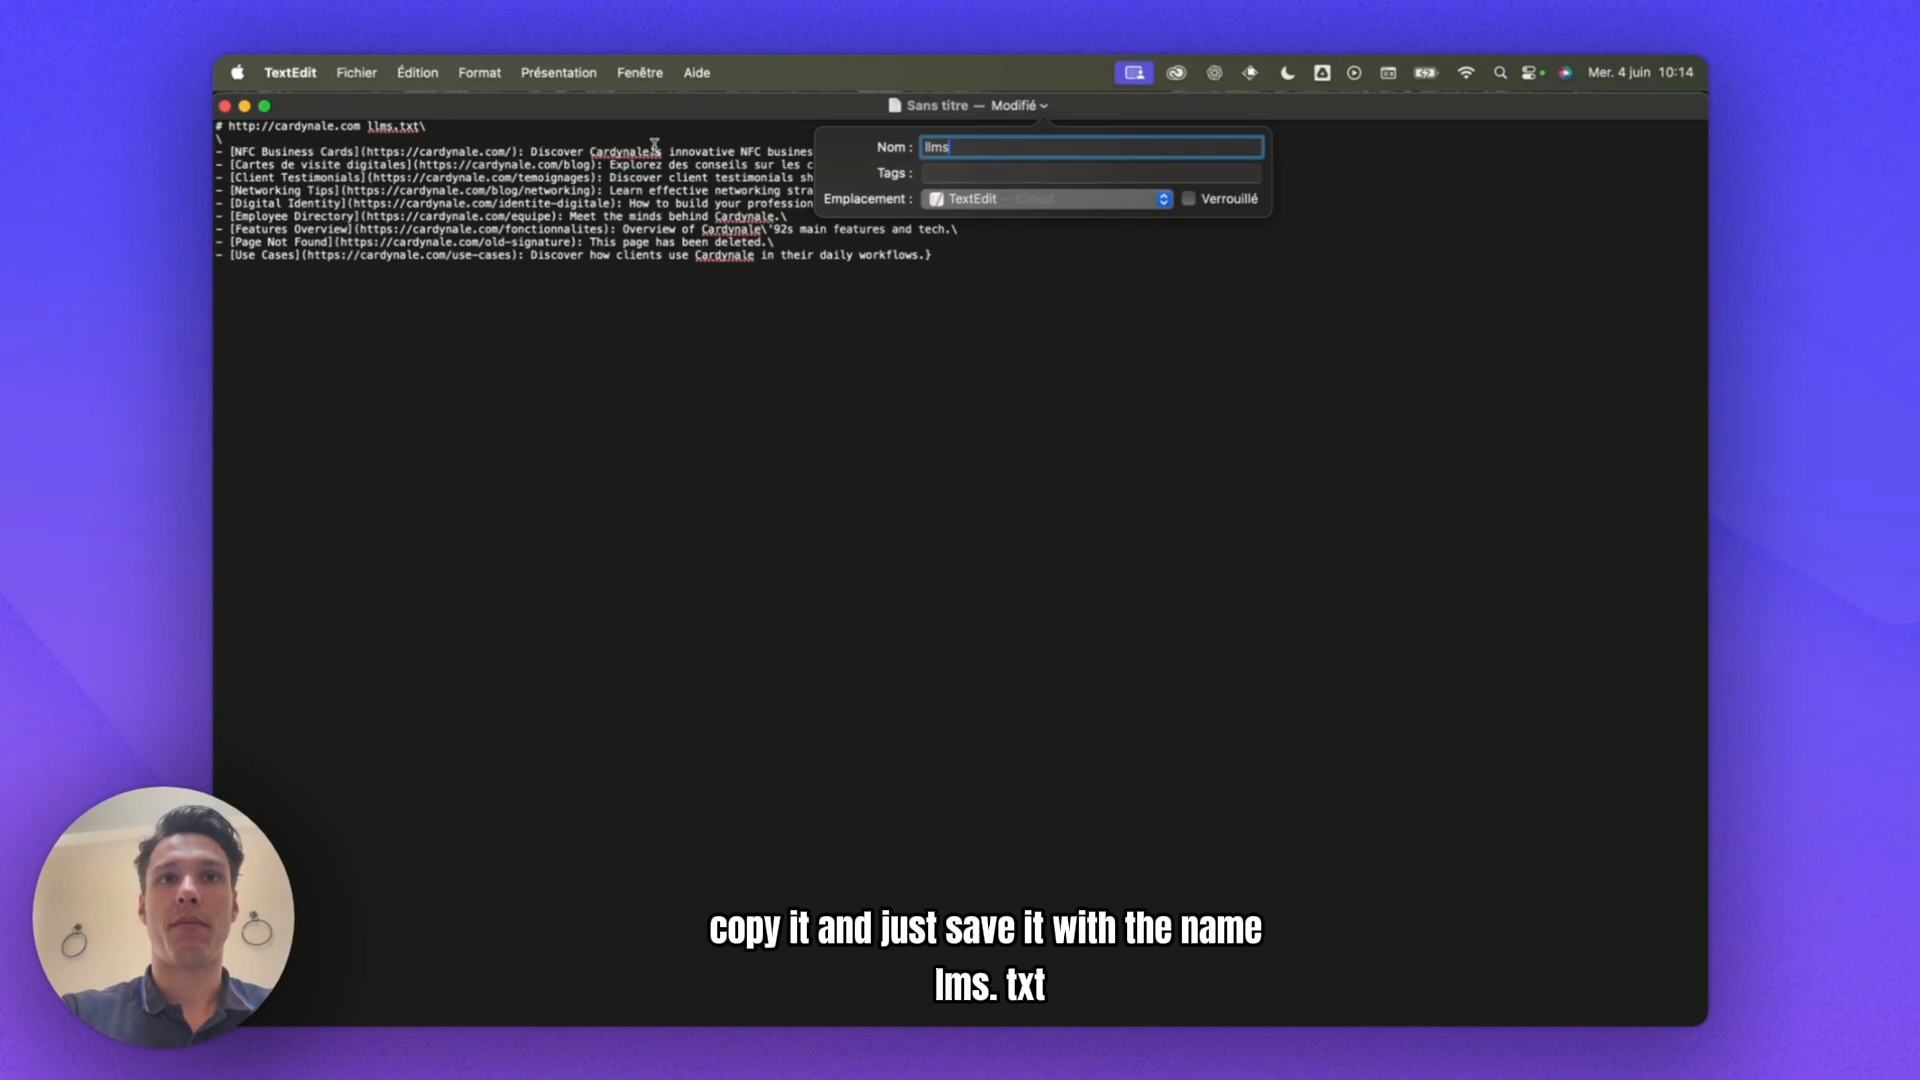 TextEdit Fichier Édition Format Présentation Fenêtre Aide Mer. 4 juin 10:14
Sans titre — Modifié
# http://cardynale.com llms.txt\
\
- [NFC Business Cards](https://cardynale.com/): Discover Cardynale's innovative NFC busines
- [Cartes de visite digitales](https://cardynale.com/blog): Explorez des conseils sur les c
- [Client Testimonials](https://cardynale.com/temoignages): Discover client testimonials sh
- [Networking Tips](https://cardynale.com/blog/networking): Learn effective networking stra
- [Digital Identity](https://cardynale.com/identite-digitale): How to build your profession
- [Employee Directory](https://cardynale.com/equipe): Meet the minds behind Cardynale.\
- [Features Overview](https://cardynale.com/fonctionnalites): Overview of Cardynale\'92s main features and tech.\
- [Page Not Found](https://cardynale.com/old-signature): This page has been deleted.\
- [Use Cases](https://cardynale.com/use-cases): Discover how clients use Cardynale in their daily workflows.}
Nom : llms
Tags :
Emplacement : TextEdit — iCloud Verrouillé
copy it and just save it with the name
lms. txt